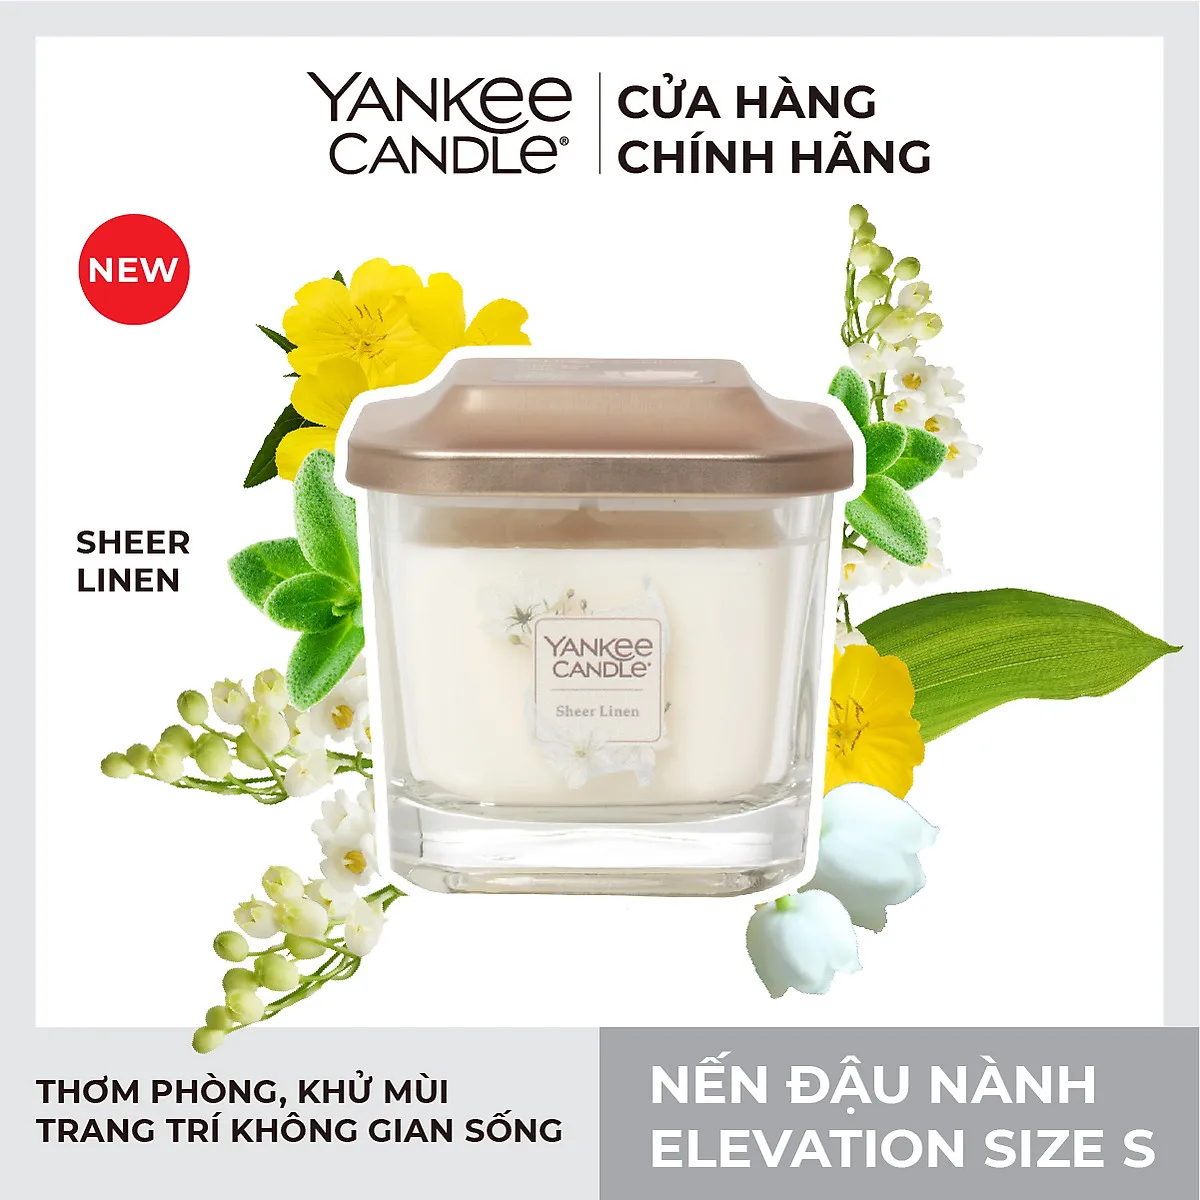 YANKEE
CANDLE®
CỬA HÀNG
CHÍNH HÃNG
NEW
SHEER
LINEN
YANKEE
CANDLE®
Sheer Linen
THƠM PHÒNG, KHỬ MÙI
TRANG TRÍ KHÔNG GIAN SỐNG
NẾN ĐẬU NÀNH
ELEVATION SIZE S